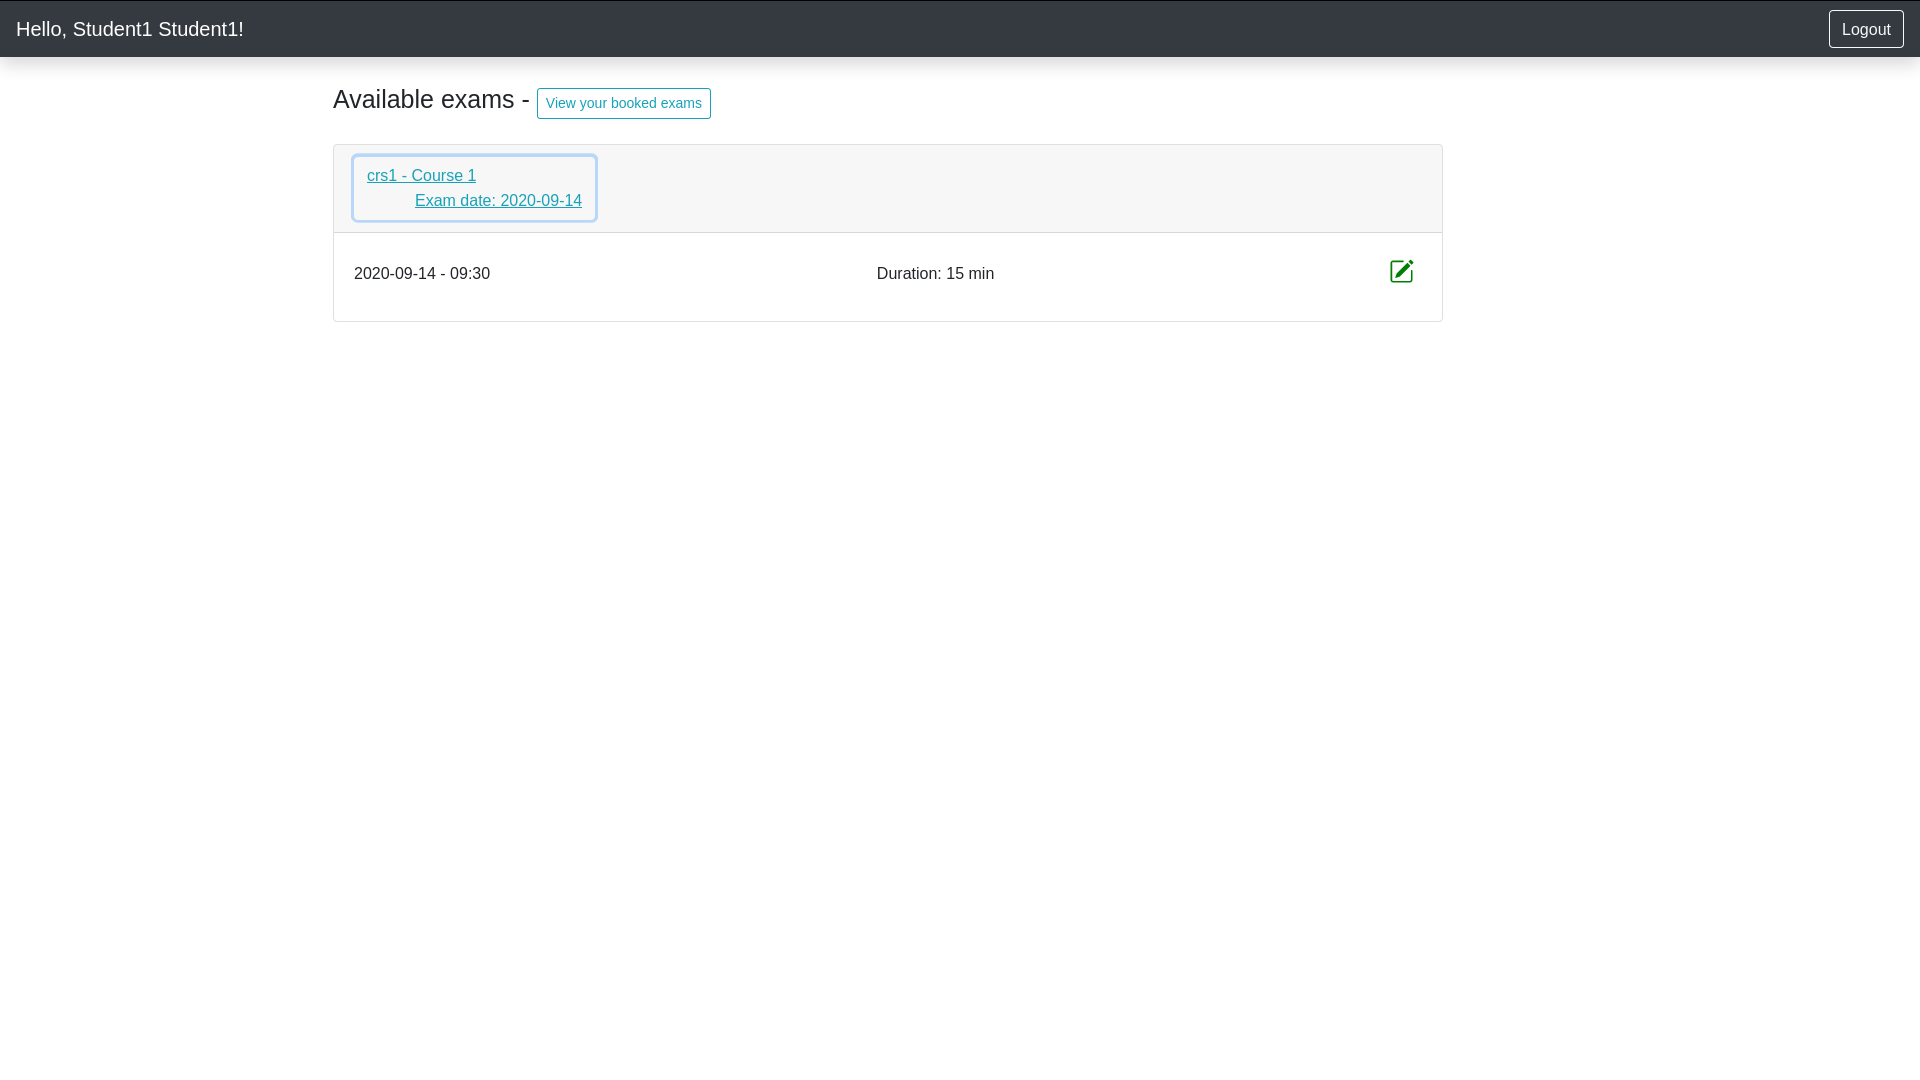 Hello, Student1 Student1!
Logout
Available exams - View your booked exams
crs1 - Course 1
Exam date: 2020-09-14
2020-09-14 - 09:30
Duration: 15 min